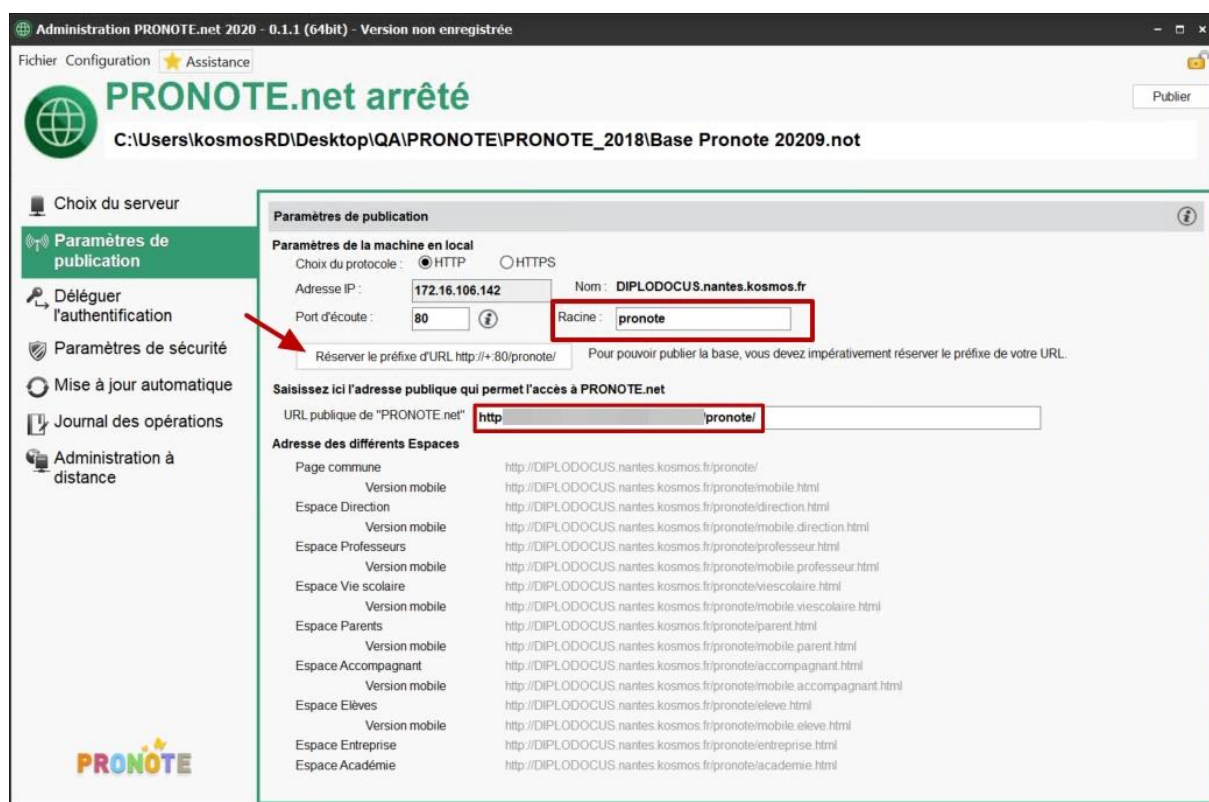 Administration PRONOTE.net 2020 - 0.1.1 (64bit) - Version non enregistrée
Fichier Configuration Assistance
PRONOTE.net arrêté
Publier
C:\Users\kosmosRD\Desktop\QA\PRONOTE\PRONOTE_2018\Base Pronote 20209.not
Choix du serveur
Paramètres de publication
Déléguer l'authentification
Paramètres de sécurité
Mise à jour automatique
Journal des opérations
Administration à distance
PRONOTE
Paramètres de publication
Paramètres de la machine en local
Choix du protocole : HTTP HTTPS
Adresse IP : 172.16.106.142 Nom : DIPLODOCUS.nantes.kosmos.fr
Port d'écoute : 80 Racine : pronote
Réserver le préfixe d'URL http://+:80/pronote/ Pour pouvoir publier la base, vous devez impérativement réserver le préfixe de votre URL.
Saisissez ici l'adresse publique qui permet l'accès à PRONOTE.net
URL publique de "PRONOTE.net" http /pronote/
Adresse des différents Espaces
Page commune http://DIPLODOCUS.nantes.kosmos.fr/pronote/
Version mobile http://DIPLODOCUS.nantes.kosmos.fr/pronote/mobile.html
Espace Direction http://DIPLODOCUS.nantes.kosmos.fr/pronote/direction.html
Version mobile http://DIPLODOCUS.nantes.kosmos.fr/pronote/mobile.direction.html
Espace Professeurs http://DIPLODOCUS.nantes.kosmos.fr/pronote/professeur.html
Version mobile http://DIPLODOCUS.nantes.kosmos.fr/pronote/mobile.professeur.html
Espace Vie scolaire http://DIPLODOCUS.nantes.kosmos.fr/pronote/viescolaire.html
Version mobile http://DIPLODOCUS.nantes.kosmos.fr/pronote/mobile.viescolaire.html
Espace Parents http://DIPLODOCUS.nantes.kosmos.fr/pronote/parent.html
Version mobile http://DIPLODOCUS.nantes.kosmos.fr/pronote/mobile.parent.html
Espace Accompagnant http://DIPLODOCUS.nantes.kosmos.fr/pronote/accompagnant.html
Version mobile http://DIPLODOCUS.nantes.kosmos.fr/pronote/mobile.accompagnant.html
Espace Elèves http://DIPLODOCUS.nantes.kosmos.fr/pronote/eleve.html
Version mobile http://DIPLODOCUS.nantes.kosmos.fr/pronote/mobile.eleve.html
Espace Entreprise http://DIPLODOCUS.nantes.kosmos.fr/pronote/entreprise.html
Espace Académie http://DIPLODOCUS.nantes.kosmos.fr/pronote/academie.html